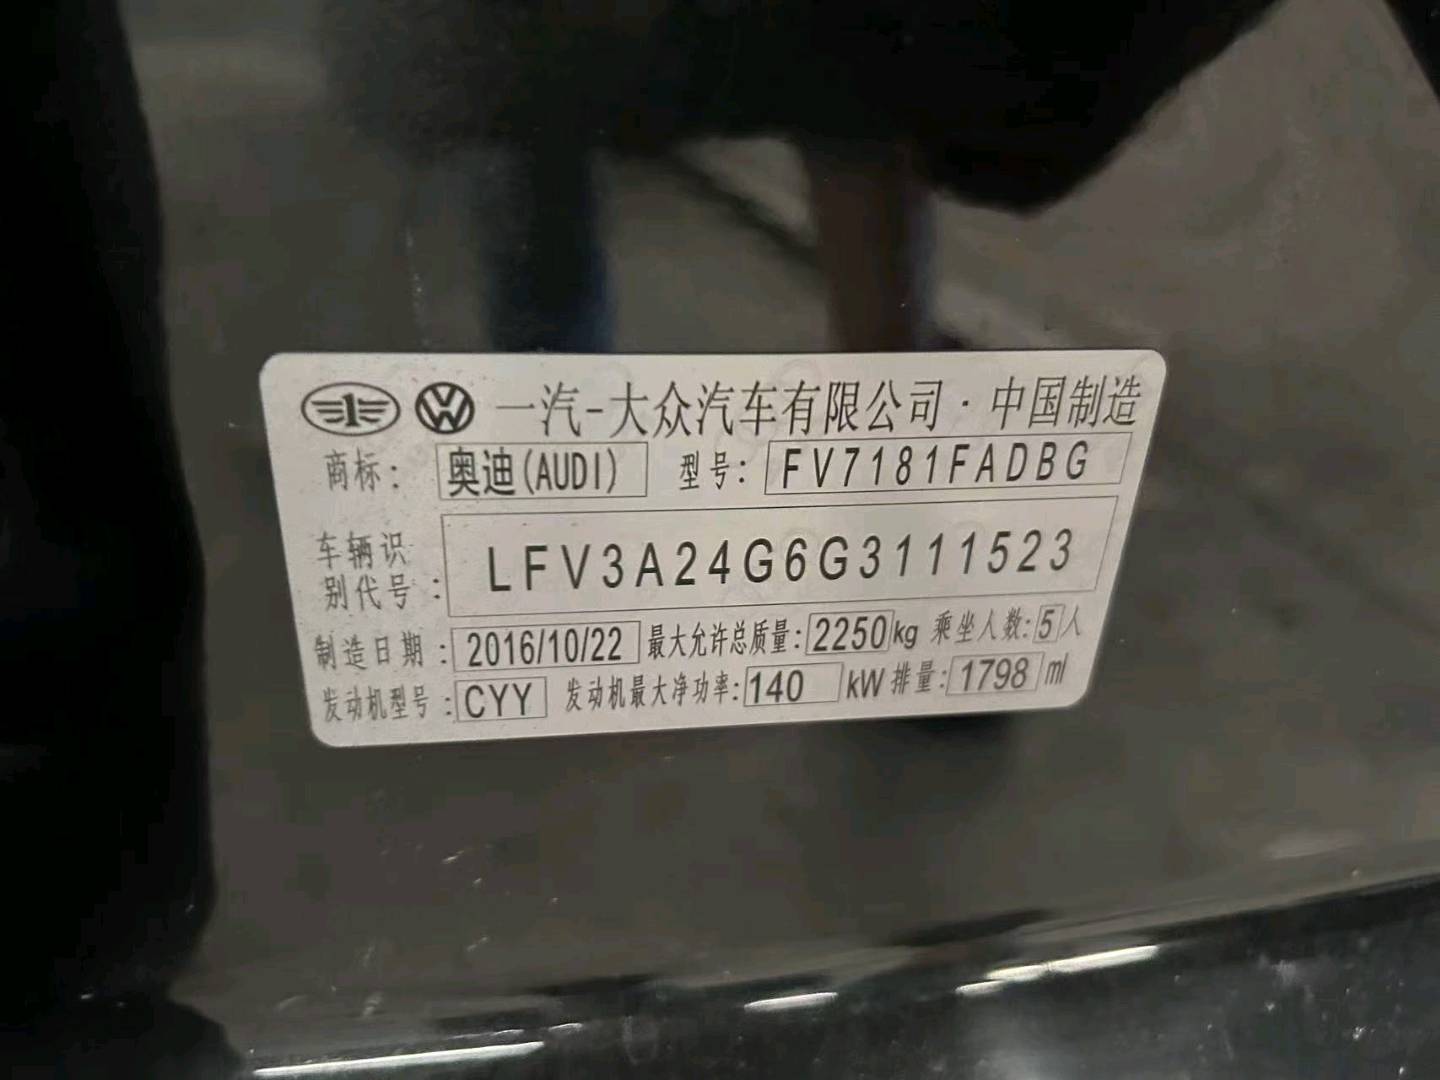 一汽-大众汽车有限公司·中国制造
商标: 奥迪(AUDI) 型号: FV7181FADBG
车辆识
别代号: LFV3A24G6G3111523
制造日期: 2016/10/22 最大允许总质量: 2250kg 乘坐人数: 5人
发动机型号: CYY 发动机最大净功率: 140 kW 排量: 1798 ml